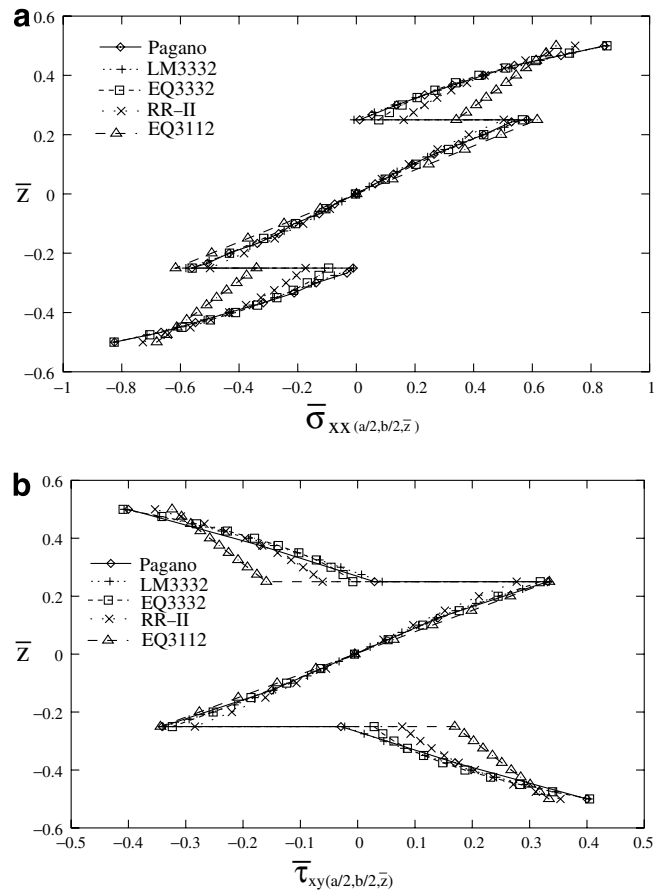 a
0.6
0.4
0.2
0
−0.2
−0.4
−0.6
z̅
Pagano
LM3332
EQ3332
RR−II
EQ3112
−1 −0.8 −0.6 −0.4 −0.2 0 0.2 0.4 0.6 0.8 1
σ̅xx(a/2,b/2,z̅)
b
0.6
0.4
0.2
0
−0.2
−0.4
−0.6
z̅
Pagano
LM3332
EQ3332
RR−II
EQ3112
−0.5 −0.4 −0.3 −0.2 −0.1 0 0.1 0.2 0.3 0.4 0.5
τ̅xy(a/2,b/2,z̅)